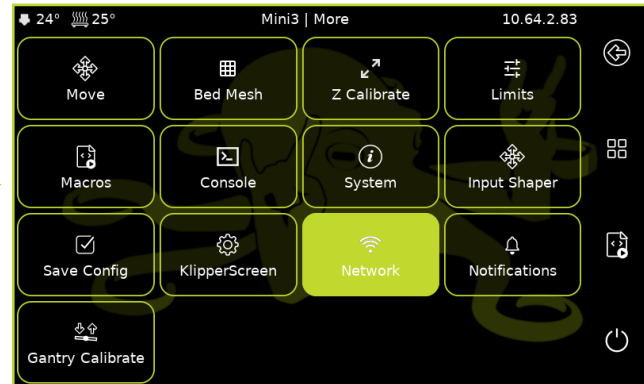 24° 25° Mini3 | More 10.64.2.83
Move Bed Mesh Z Calibrate Limits
Macros Console System Input Shaper
Save Config KlipperScreen Network Notifications
Gantry Calibrate